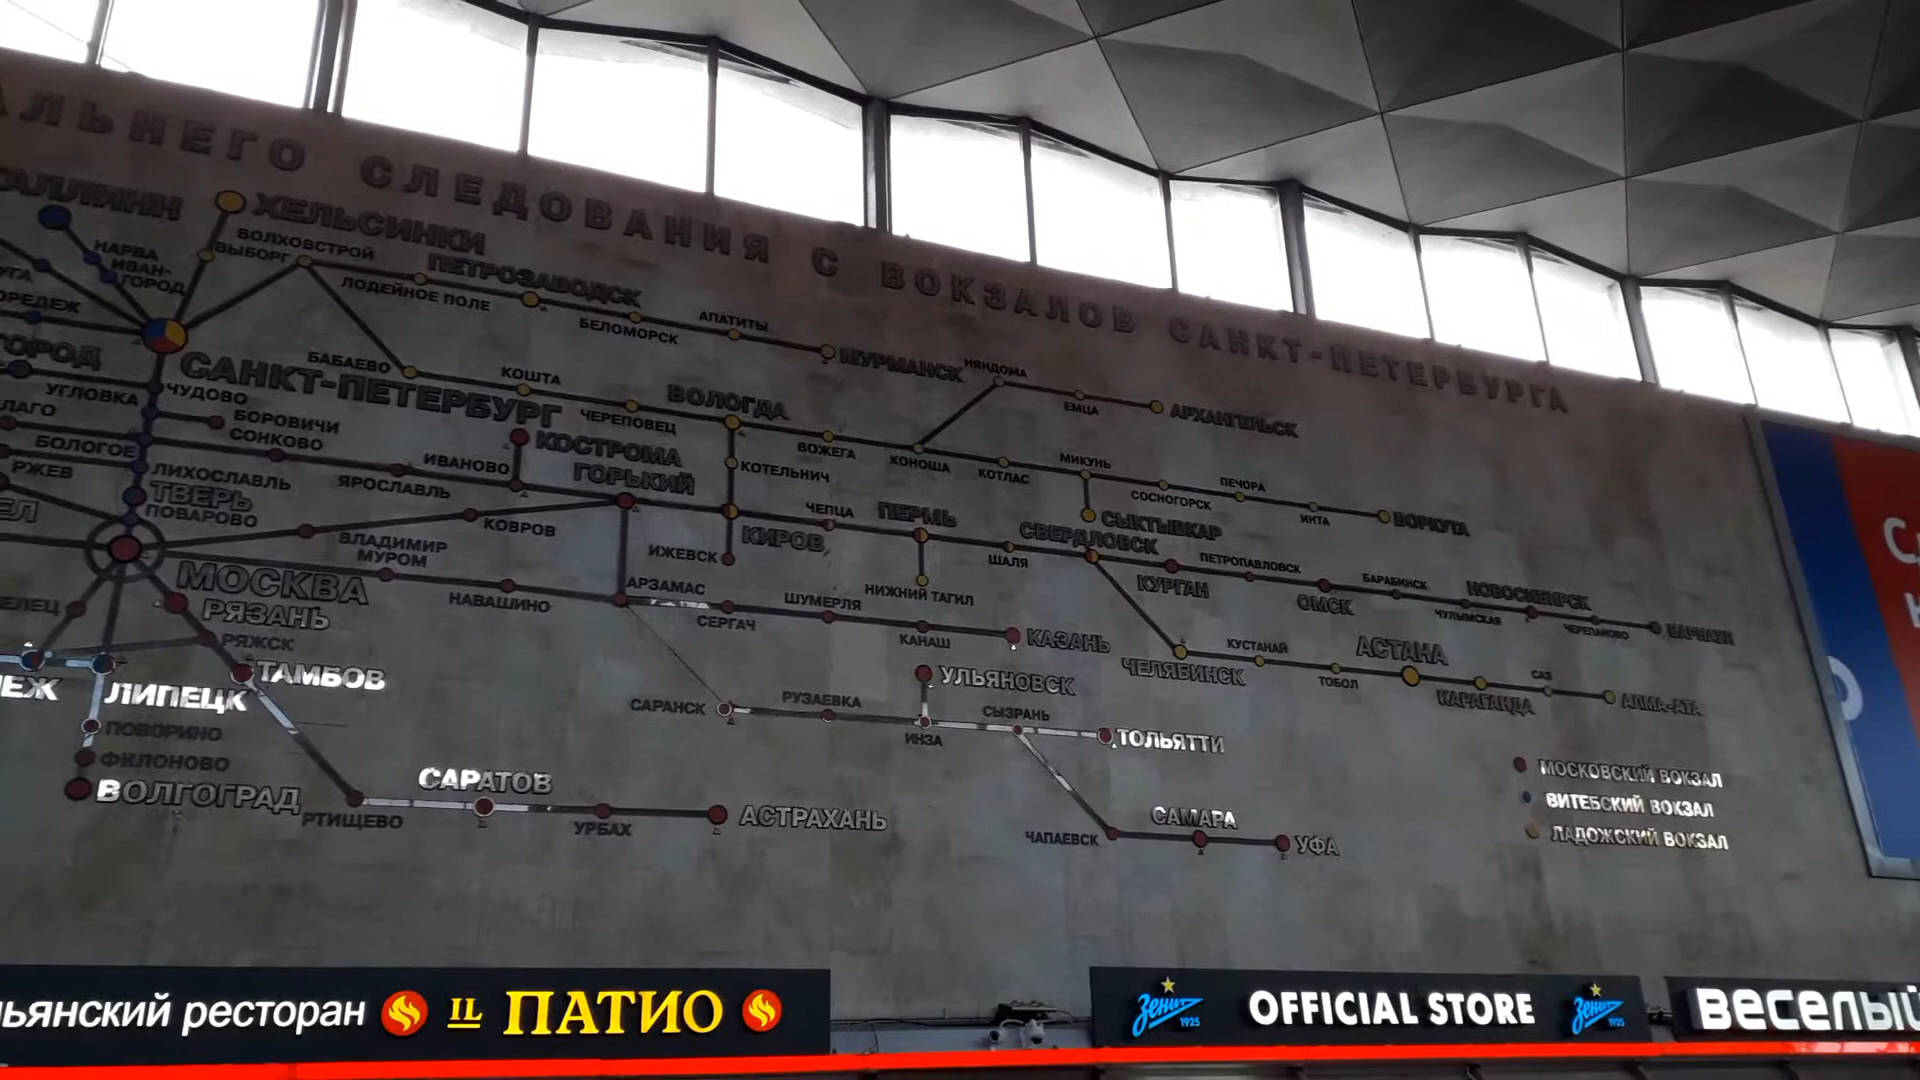 АЛЬНЕГО СЛЕДОВАНИЯ С ВОКЗАЛОВ САНКТ-ПЕТЕРБУРГА
ТАЛЛИНН
ХЕЛЬСИНКИ
НАРВА
ИВАН-
ГОРОД
ВЫБОРГ
ВОЛХОВСТРОЙ
ЛОДЕЙНОЕ ПОЛЕ
ПЕТРОЗАВОДСК
БЕЛОМОРСК
АПАТИТЫ
МУРМАНСК
НЯНДОМА
ЕМЦА
АРХАНГЕЛЬСК
САНКТ-ПЕТЕРБУРГ
БАБАЕВО
КОШТА
ЧЕРЕПОВЕЦ
ВОЛОГДА
ВОЖЕГА
КОНОША
КОТЛАС
МИКУНЬ
СОСНОГОРСК
ПЕЧОРА
ИНТА
ВОРКУТА
СЫКТЫВКАР
УГЛОВКА
ЧУДОВО
БОРОВИЧИ
БОЛОГОЕ
СОНКОВО
РЖЕВ
ЛИХОСЛАВЛЬ
ЯРОСЛАВЛЬ
ИВАНОВО
КОСТРОМА
ГОРЬКИЙ
КОТЕЛЬНИЧ
ТВЕРЬ
ПОВАРОВО
ВЛАДИМИР
КОВРОВ
ИЖЕВСК
КИРОВ
ЧЕПЦА
ПЕРМЬ
НИЖНИЙ ТАГИЛ
ШАЛЯ
СВЕРДЛОВСК
КУРГАН
ПЕТРОПАВЛОВСК
ОМСК
БАРАБИНСК
ЧУЛЫМСКАЯ
НОВОСИБИРСК
ЧЕРЕПАНОВО
БАРНАУЛ
МОСКВА
МУРОМ
НАВАШИНО
АРЗАМАС
СЕРГАЧ
ШУМЕРЛЯ
КАНАШ
КАЗАНЬ
ЧЕЛЯБИНСК
КУСТАНАЙ
ТОБОЛ
АСТАНА
КАРАГАНДА
САЗ
АЛМА-АТА
ЕЛЕЦ
РЯЗАНЬ
РЯЖСК
ТАМБОВ
ЛИПЕЦК
САРАНСК
РУЗАЕВКА
ИНЗА
УЛЬЯНОВСК
СЫЗРАНЬ
ТОЛЬЯТТИ
ПОВОРИНО
ФИЛОНОВО
ВОЛГОГРАД
РТИЩЕВО
САРАТОВ
УРБАХ
АСТРАХАНЬ
ЧАПАЕВСК
САМАРА
УФА
МОСКОВСКИЙ ВОКЗАЛ
ВИТЕБСКИЙ ВОКЗАЛ
ЛАДОЖСКИЙ ВОКЗАЛ
льянский ресторан IL ПАТИО
Зенит 1925 OFFICIAL STORE Зенит 1925
веселый